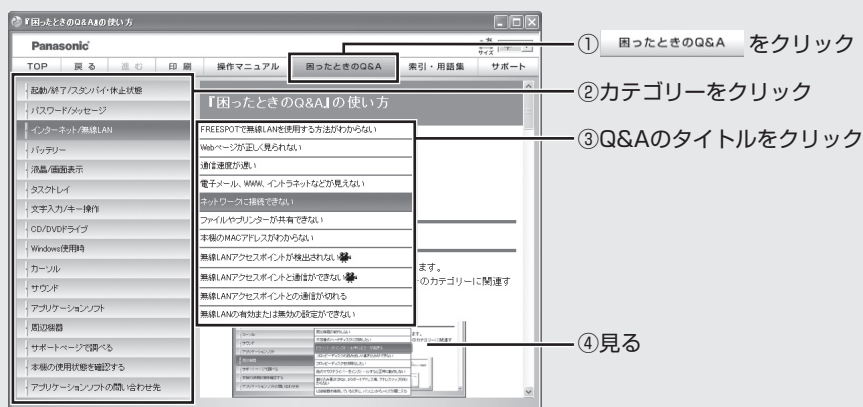 『困ったときのQ&A』の使い方
Panasonic
サイズ
TOP 戻る 進む 印刷 操作マニュアル 困ったときのQ&A 索引・用語集 サポート
起動/終了/スタンバイ・休止状態
パスワード/メッセージ
インターネット/無線LAN
バッテリー
液晶/画面表示
タスクトレイ
文字入力/キー操作
CD/DVDドライブ
Windows使用時
カーソル
サウンド
アプリケーションソフト
周辺機器
サポートページで調べる
本機の使用状態を確認する
アプリケーションソフトの問い合わせ先
『困ったときのQ&A』の使い方
FREESPOTで無線LANを使用する方法がわからない
Webページが正しく見られない
通信速度が遅い
電子メール、WWW、イントラネットなどが見えない
ネットワークに接続できない
ファイルやプリンターが共有できない
本機のMACアドレスがわからない
無線LANアクセスポイントが検出されない
無線LANアクセスポイントと通信ができない
無線LANアクセスポイントとの通信が切れる
無線LANの有効または無効の設定ができない
ます。
のカテゴリーに関連す
① 困ったときのQ&A をクリック
②カテゴリーをクリック
③Q&Aのタイトルをクリック
④見る